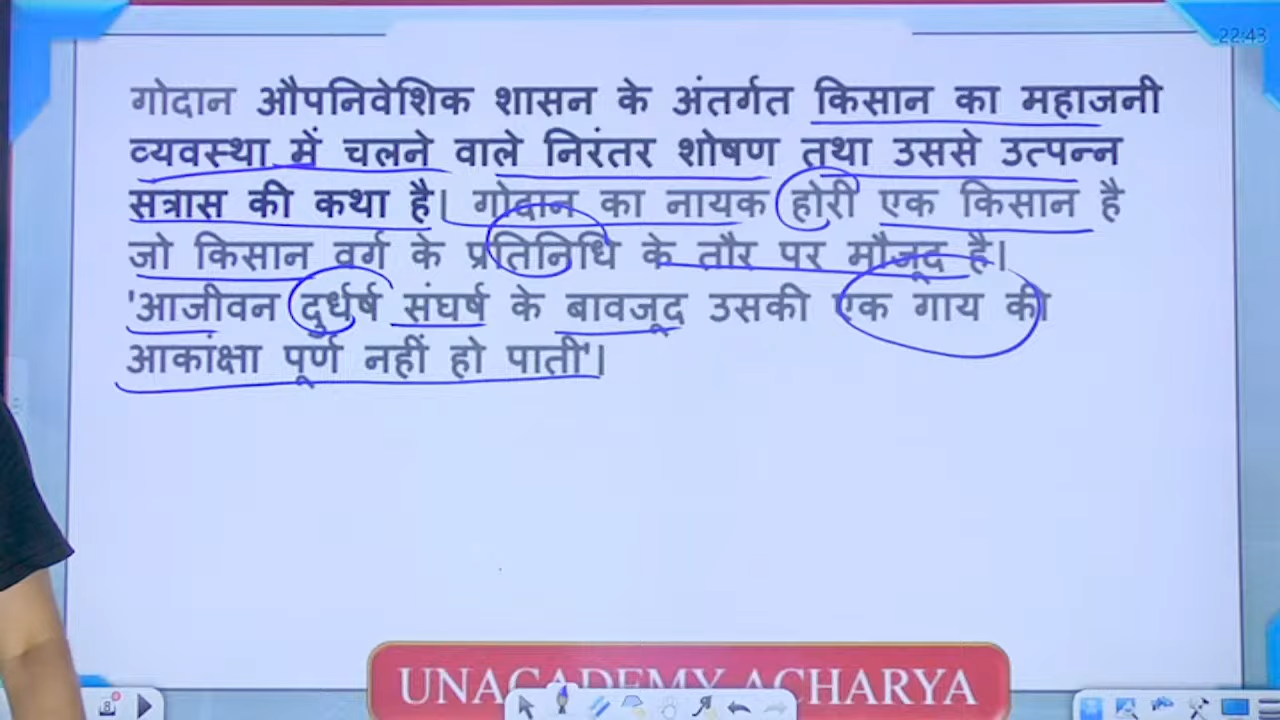 22:43
गोदान औपनिवेशिक शासन के अंतर्गत किसान का महाजनी
व्यवस्था में चलने वाले निरंतर शोषण तथा उससे उत्पन्न
सत्रास की कथा है। गोदान का नायक होरी एक किसान है
जो किसान वर्ग के प्रतिनिधि के तौर पर मौजूद है।
'आजीवन दुर्धर्ष संघर्ष के बावजूद उसकी एक गाय की
आकांक्षा पूर्ण नहीं हो पाती'।
UNACADEMY ACHARYA
8